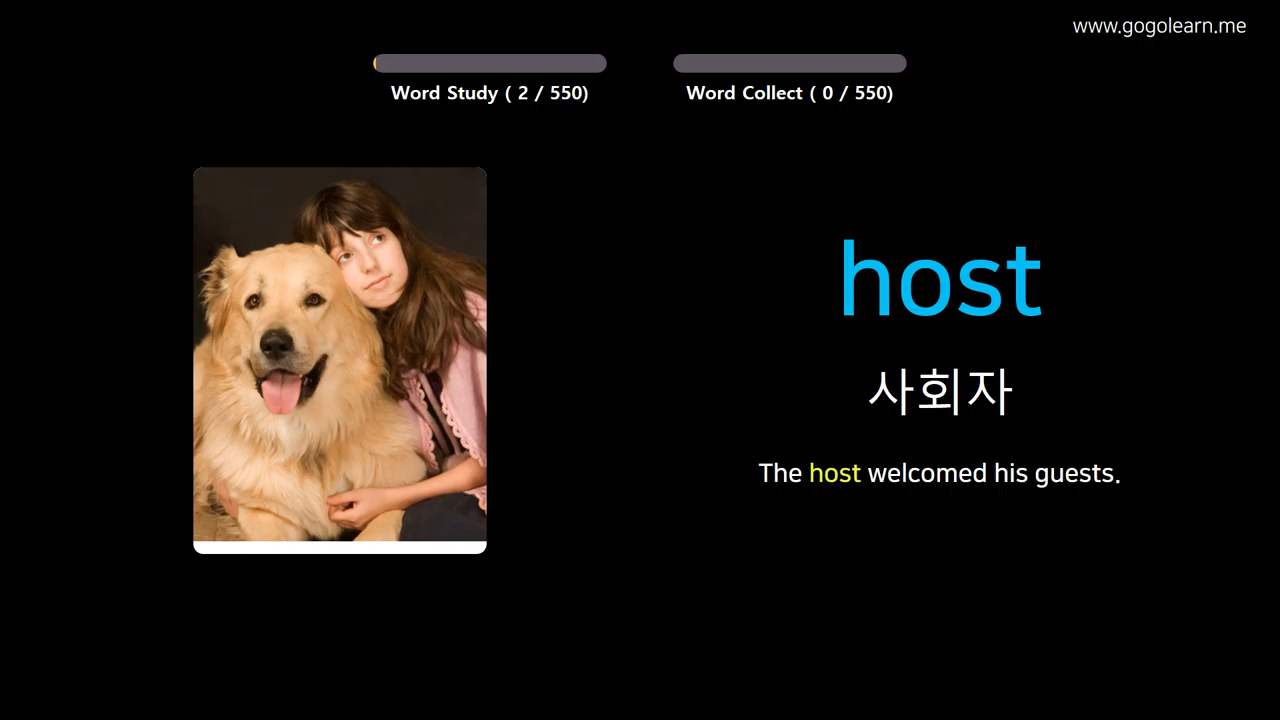 www.gogolearn.me
Word Study ( 2 / 550)
Word Collect ( 0 / 550)
host
사회자
The host welcomed his guests.